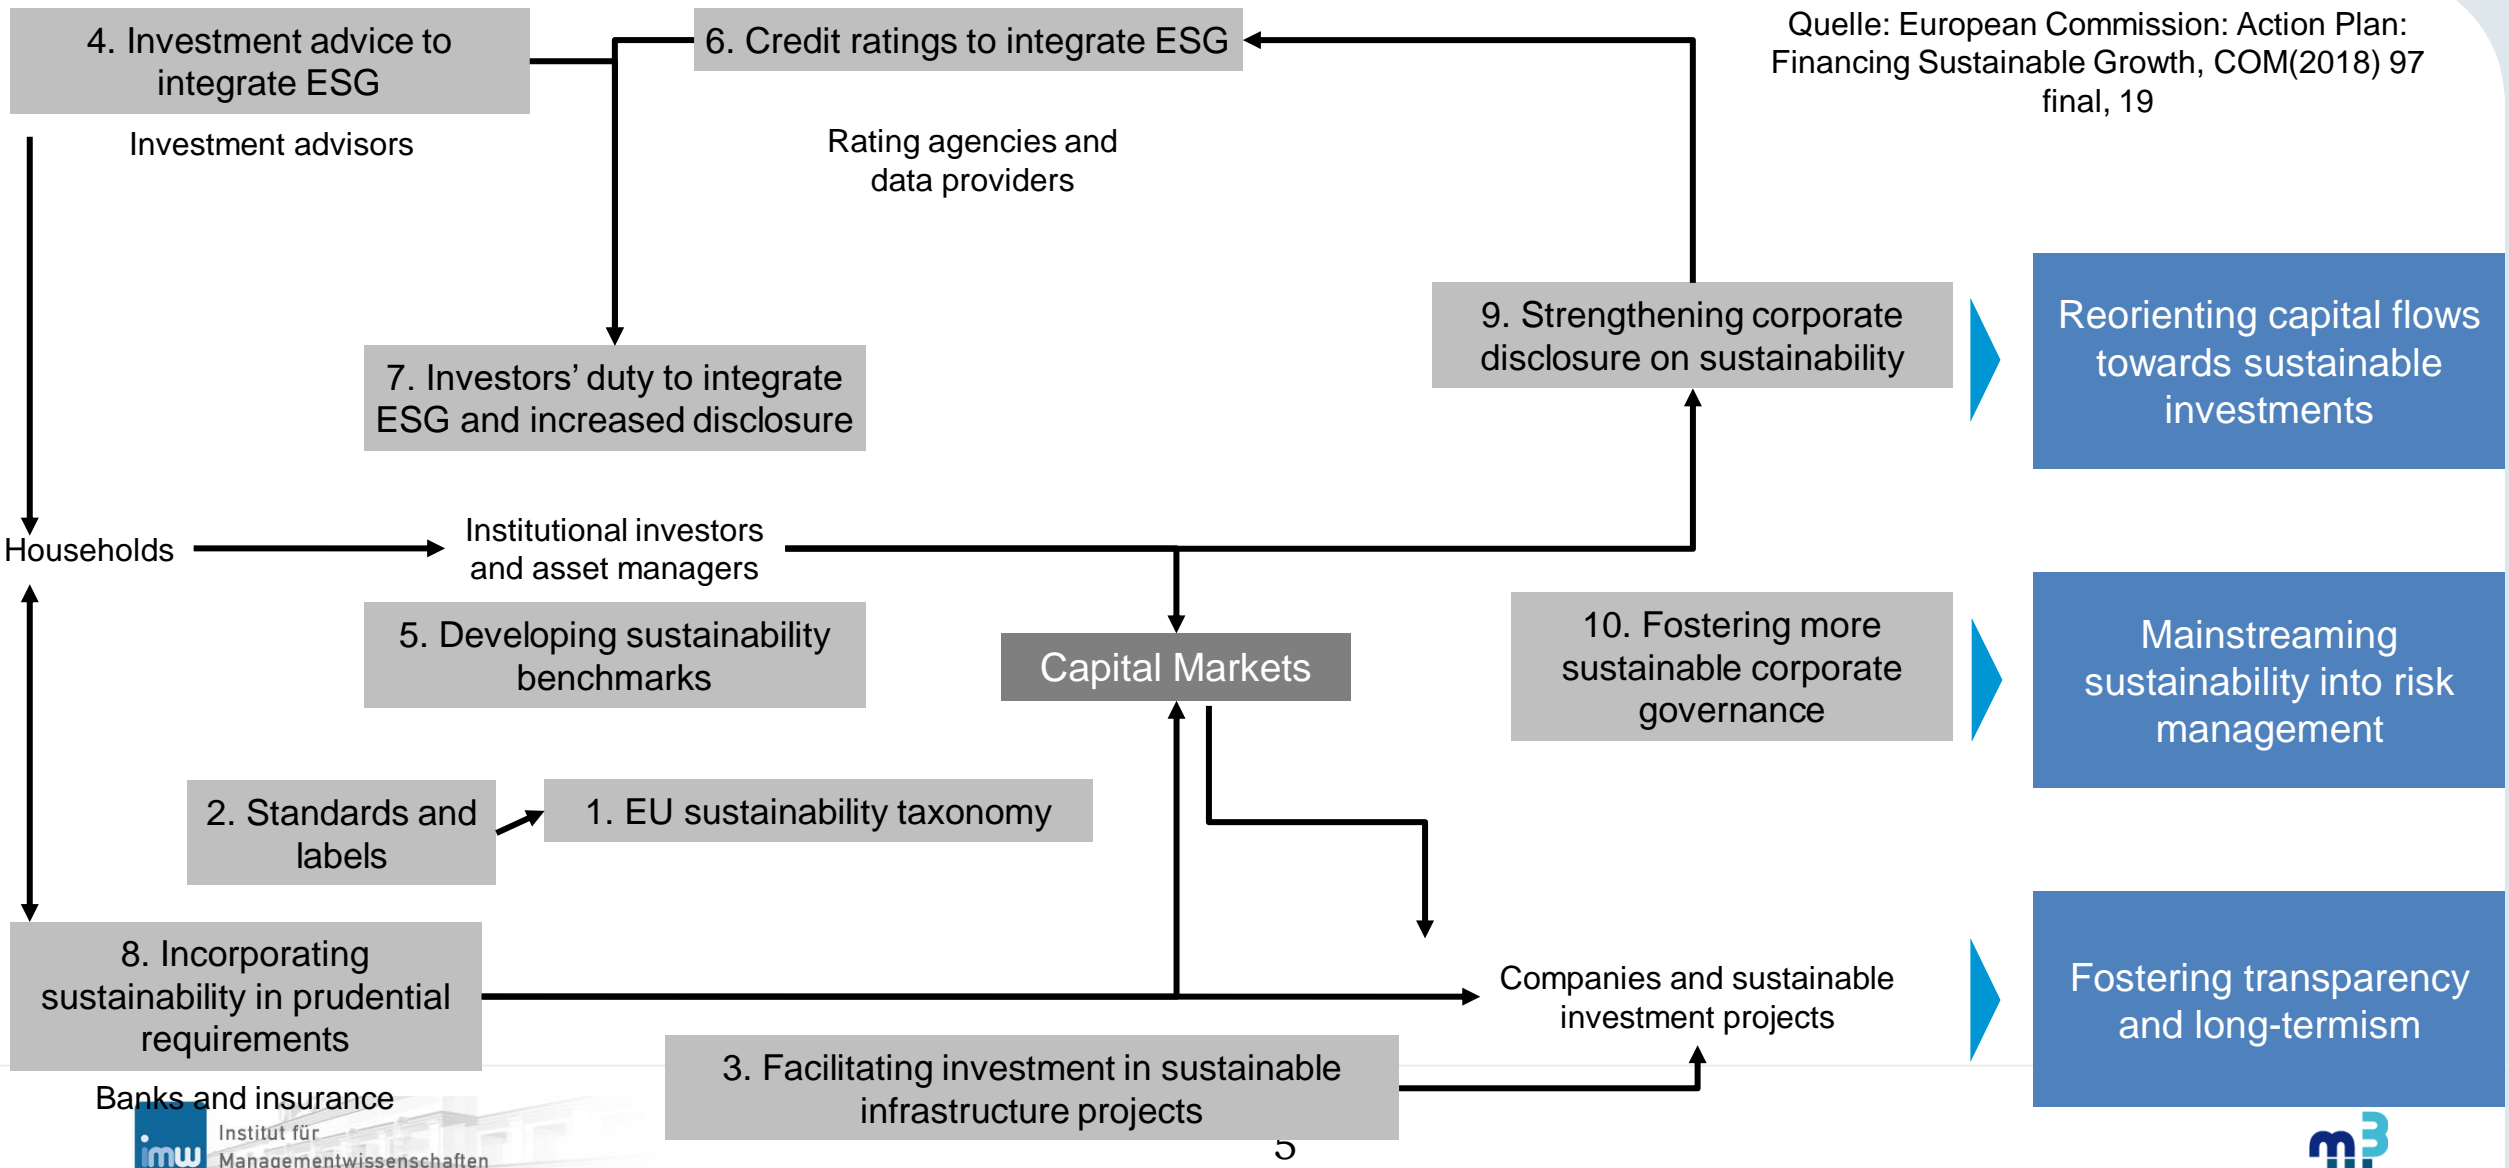 4. Investment advice to
integrate ESG
Investment advisors
6. Credit ratings to integrate ESG
Rating agencies and
data providers
Quelle: European Commission: Action Plan:
Financing Sustainable Growth, COM(2018) 97
final, 19
7. Investors’ duty to integrate
ESG and increased disclosure
9. Strengthening corporate
disclosure on sustainability
Reorienting capital flows
towards sustainable
investments
Households
Institutional investors
and asset managers
5. Developing sustainability
benchmarks
Capital Markets
10. Fostering more
sustainable corporate
governance
Mainstreaming
sustainability into risk
management
2. Standards and
labels
1. EU sustainability taxonomy
8. Incorporating
sustainability in prudential
requirements
Banks and insurance
Companies and sustainable
investment projects
3. Facilitating investment in sustainable
infrastructure projects
Fostering transparency
and long-termism
imw
Institut für
Managementwissenschaften
5